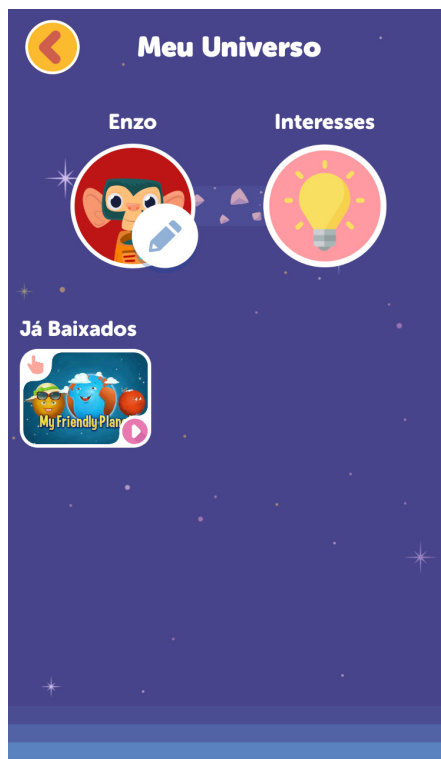 Meu Universo
Enzo
Interesses
Já Baixados
My Friendly Plan